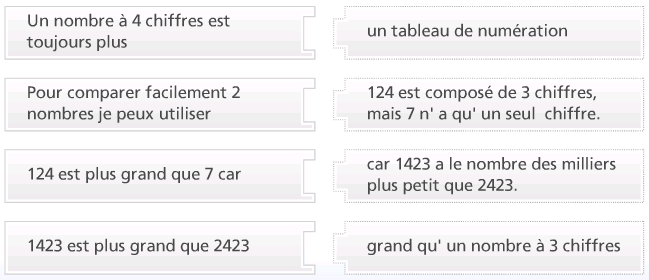 Un nombre à 4 chiffres est
toujours plus
un tableau de numération
Pour comparer facilement 2
nombres je peux utiliser
124 est composé de 3 chiffres,
mais 7 n' a qu' un seul  chiffre.
124 est plus grand que 7 car
car 1423 a le nombre des milliers
plus petit que 2423.
1423 est plus grand que 2423
grand qu' un nombre à 3 chiffres